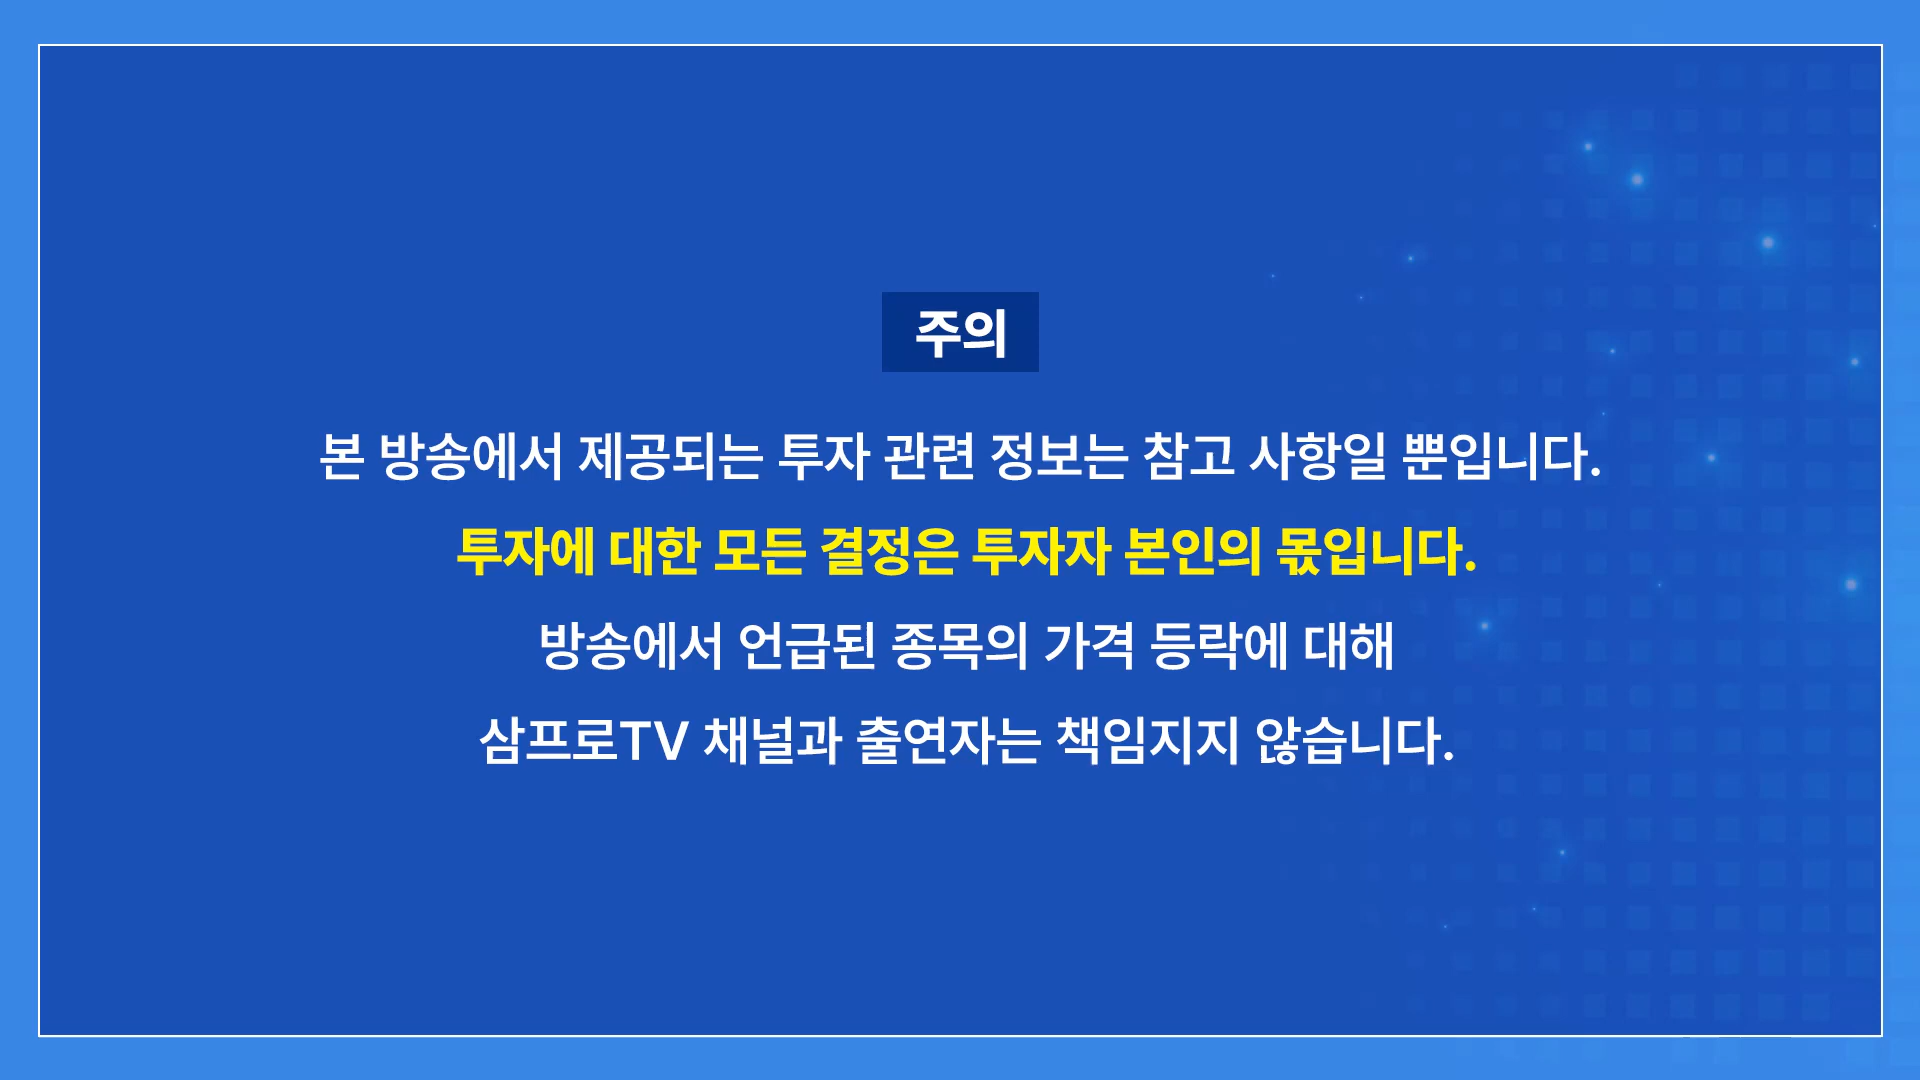 주의
본 방송에서 제공되는 투자 관련 정보는 참고 사항일 뿐입니다.
투자에 대한 모든 결정은 투자자 본인의 몫입니다.
방송에서 언급된 종목의 가격 등락에 대해
삼프로TV 채널과 출연자는 책임지지 않습니다.